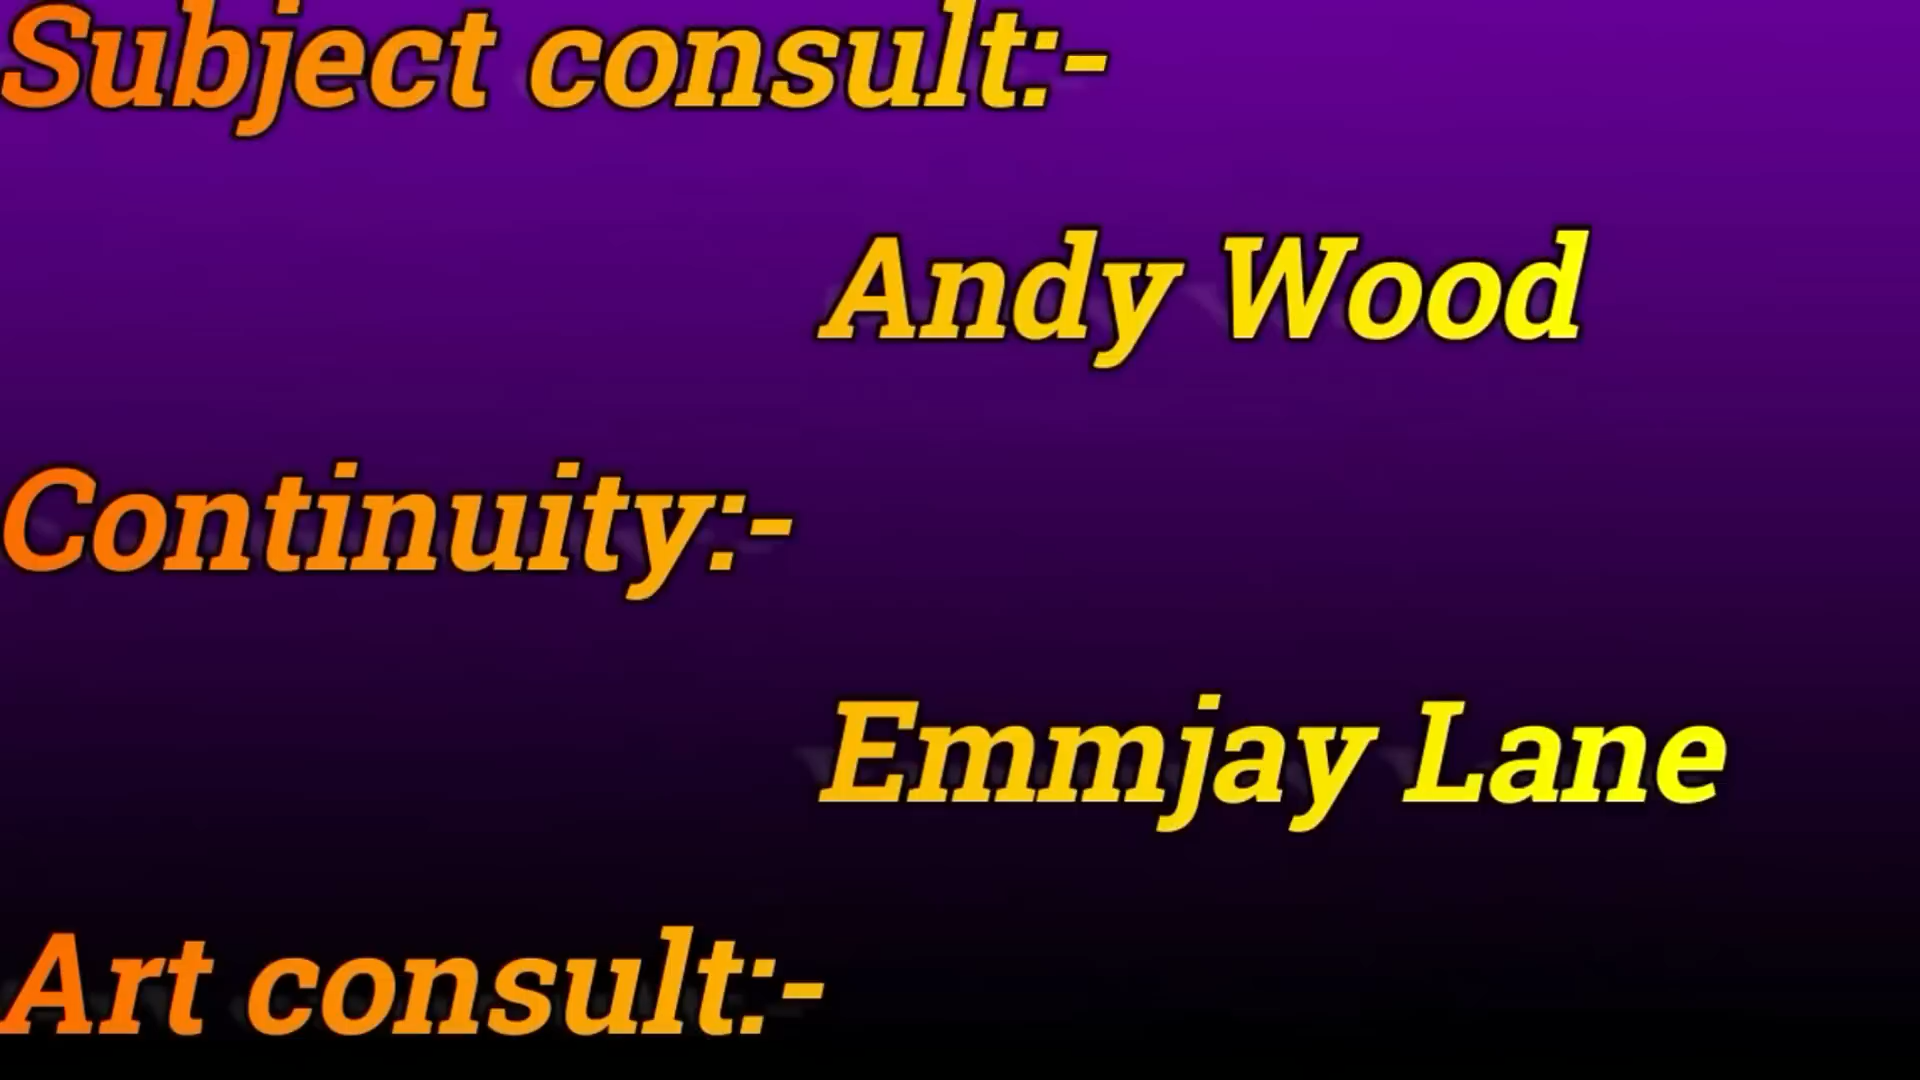 Subject consult:-
Andy Wood
Continuity:-
Emmjay Lane
Art consult:-